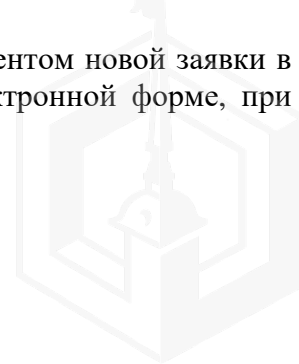 ентом новой заявки в
ктронной форме, при